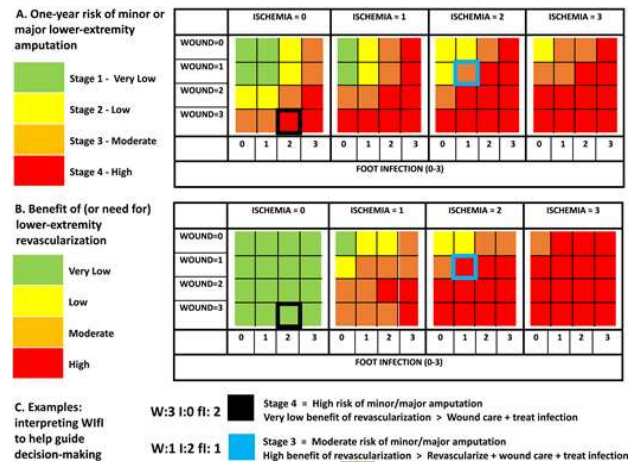 A. One-year risk of minor or
major lower-extremity
amputation
Stage 1 - Very Low
Stage 2 - Low
Stage 3 - Moderate
Stage 4 - High
ISCHEMIA = 0 ISCHEMIA = 1 ISCHEMIA = 2 ISCHEMIA = 3
WOUND=0
WOUND=1
WOUND=2
WOUND=3
0 1 2 3 0 1 2 3 0 1 2 3 0 1 2 3
FOOT INFECTION (0-3)
B. Benefit of (or need for)
lower-extremity
revascularization
Very Low
Low
Moderate
High
ISCHEMIA = 0 ISCHEMIA = 1 ISCHEMIA = 2 ISCHEMIA = 3
WOUND=0
WOUND=1
WOUND=2
WOUND=3
0 1 2 3 0 1 2 3 0 1 2 3 0 1 2 3
FOOT INFECTION (0-3)
C. Examples:
interpreting WIfI
to help guide
decision-making
W:3 I:0 fI: 2
Stage 4 = High risk of minor/major amputation
Very low benefit of revascularization > Wound care + treat infection
W:1 I:2 fI: 1
Stage 3 = Moderate risk of minor/major amputation
High benefit of revascularization > Revascularize + wound care + treat infection